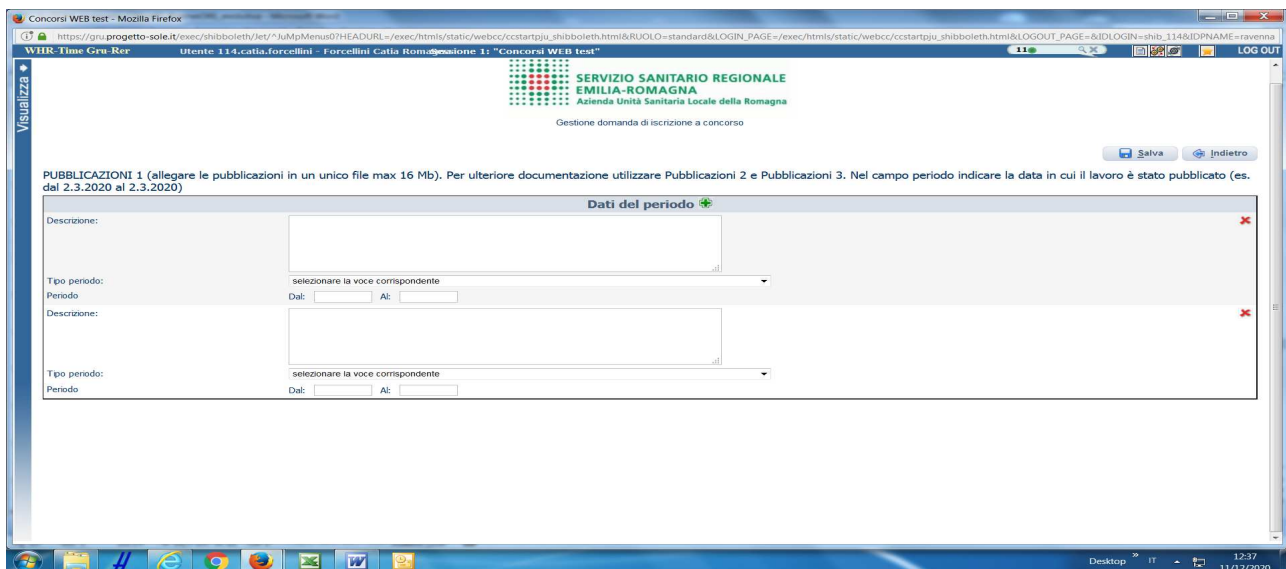 Concorsi WEB test - Mozilla Firefox
https://gru.progetto-sole.it/exec/shibboleth/Jet/^JuMpMenus0?HEADURL=/exec/htmls/static/webcc/ccstartpju_shibboleth.html&RUOLO=standard&LOGIN_PAGE=/exec/htmls/static/webcc/ccstartpju_shibboleth.html&LOGOUT_PAGE=&IDLOGIN=shib_114&IDPNAME=ravenna
WHR-Time Gru-Rer Utente 114.catia.forcellini - Forcellini Catia Sessione 1: "Concorsi WEB test" 11 LOG OUT
Visualizza
SERVIZIO SANITARIO REGIONALE
EMILIA-ROMAGNA
Azienda Unità Sanitaria Locale della Romagna
Gestione domanda di iscrizione a concorso
Salva Indietro
PUBBLICAZIONI 1 (allegare le pubblicazioni in un unico file max 16 Mb). Per ulteriore documentazione utilizzare Pubblicazioni 2 e Pubblicazioni 3. Nel campo periodo indicare la data in cui il lavoro è stato pubblicato (es.
dal 2.3.2020 al 2.3.2020)
Dati del periodo
Descrizione:
Tipo periodo: selezionare la voce corrispondente
Periodo Dal: Al:
Descrizione:
Tipo periodo: selezionare la voce corrispondente
Periodo Dal: Al:
Desktop » IT 12:37
11/12/2020